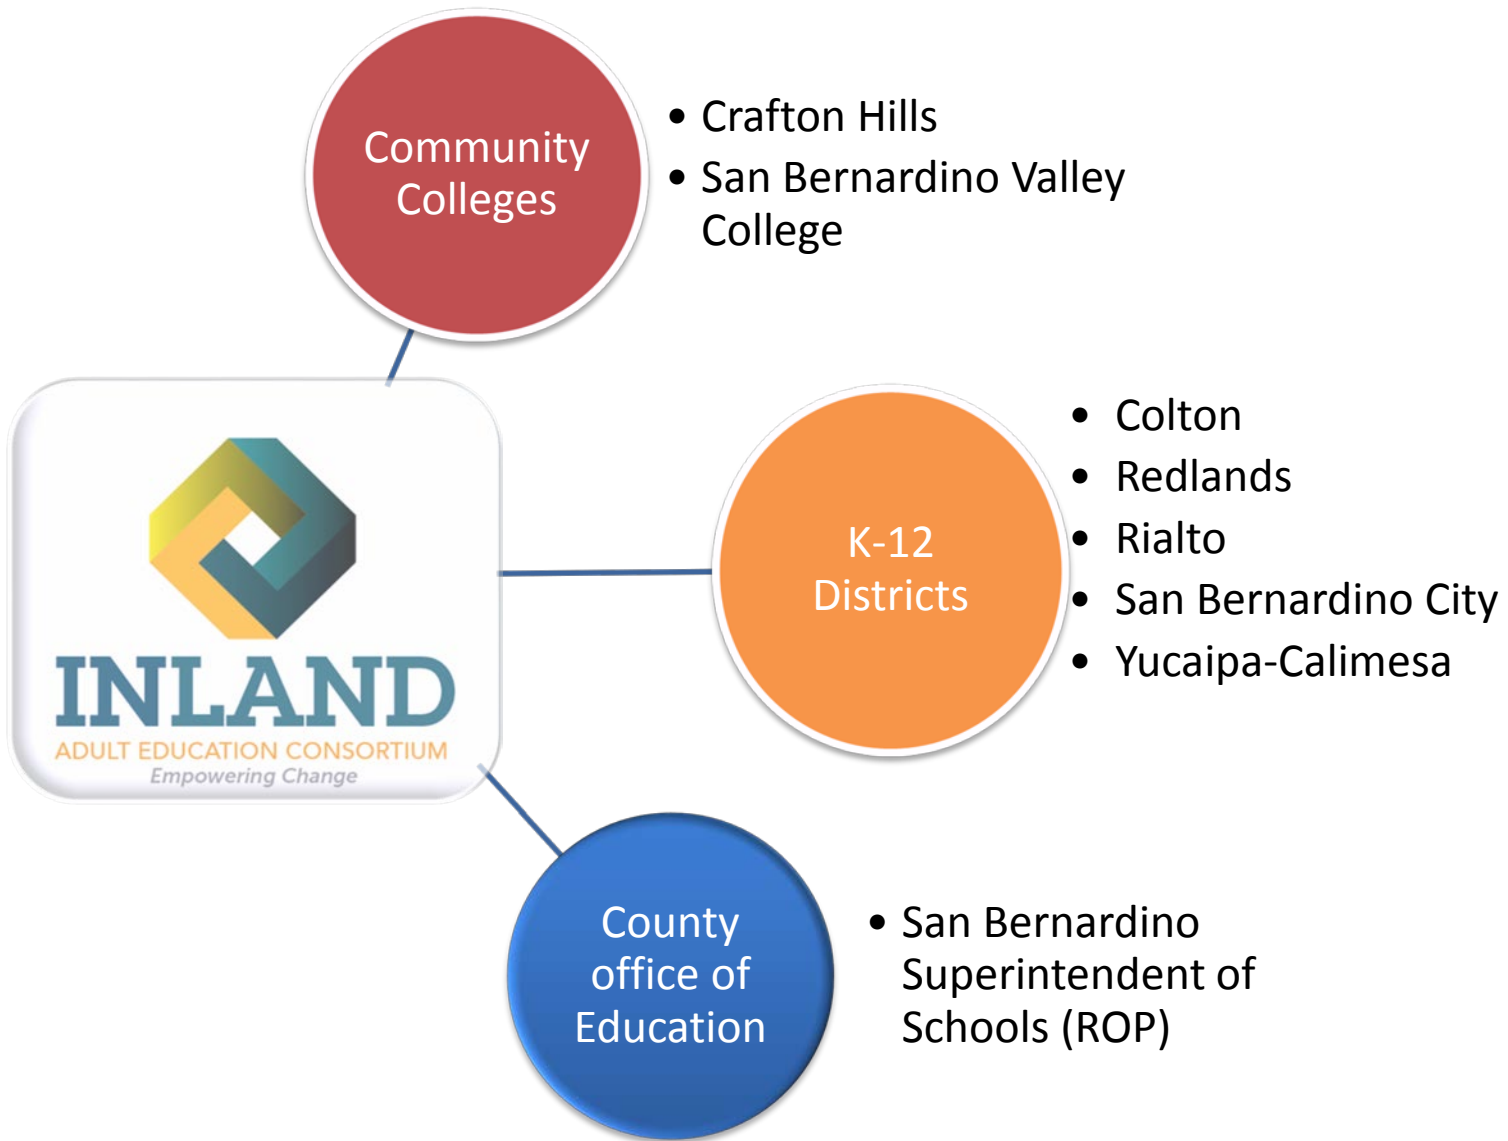 Community
Colleges
• Crafton Hills
• San Bernardino Valley
College
INLAND
ADULT EDUCATION CONSORTIUM
Empowering Change
K-12
Districts
• Colton
• Redlands
• Rialto
• San Bernardino City
• Yucaipa-Calimesa
County
office of
Education
• San Bernardino
Superintendent of
Schools (ROP)